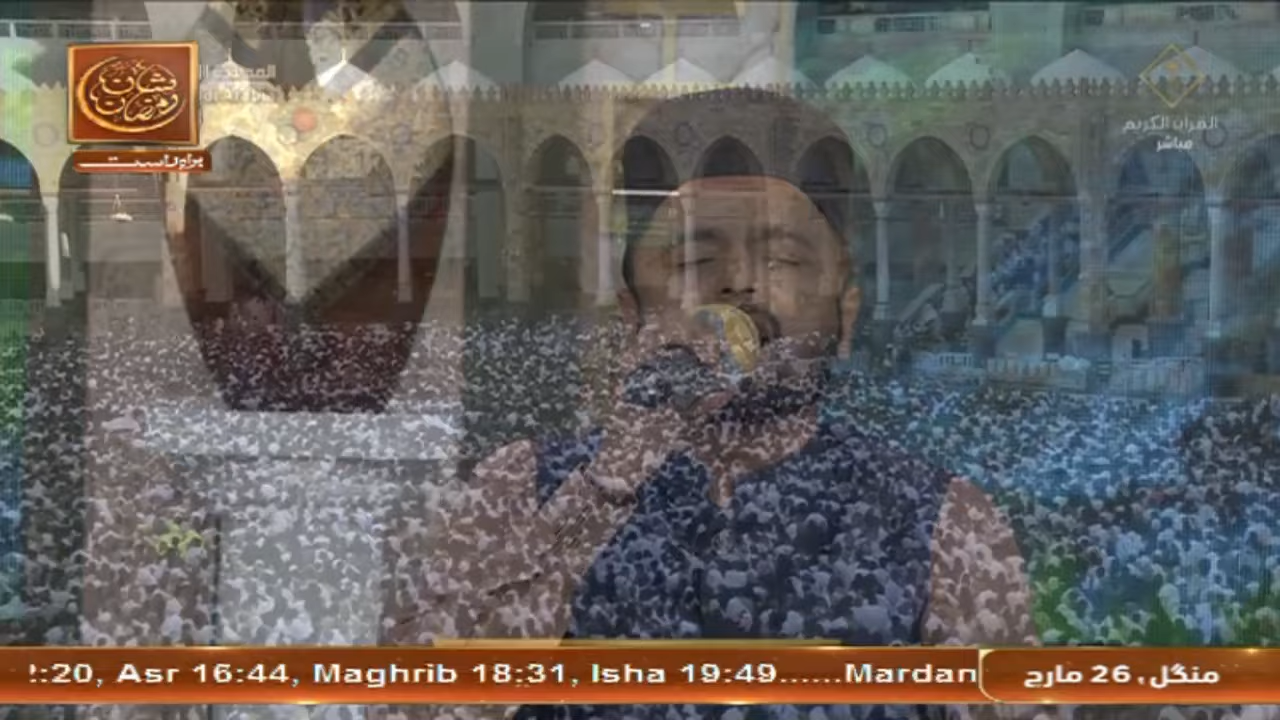 شان
رمضان
براہِ راست
القرآن الكريم
مباشر
!:20, Asr 16:44, Maghrib 18:31, Isha 19:49......Mardan
منگل, 26 مارچ